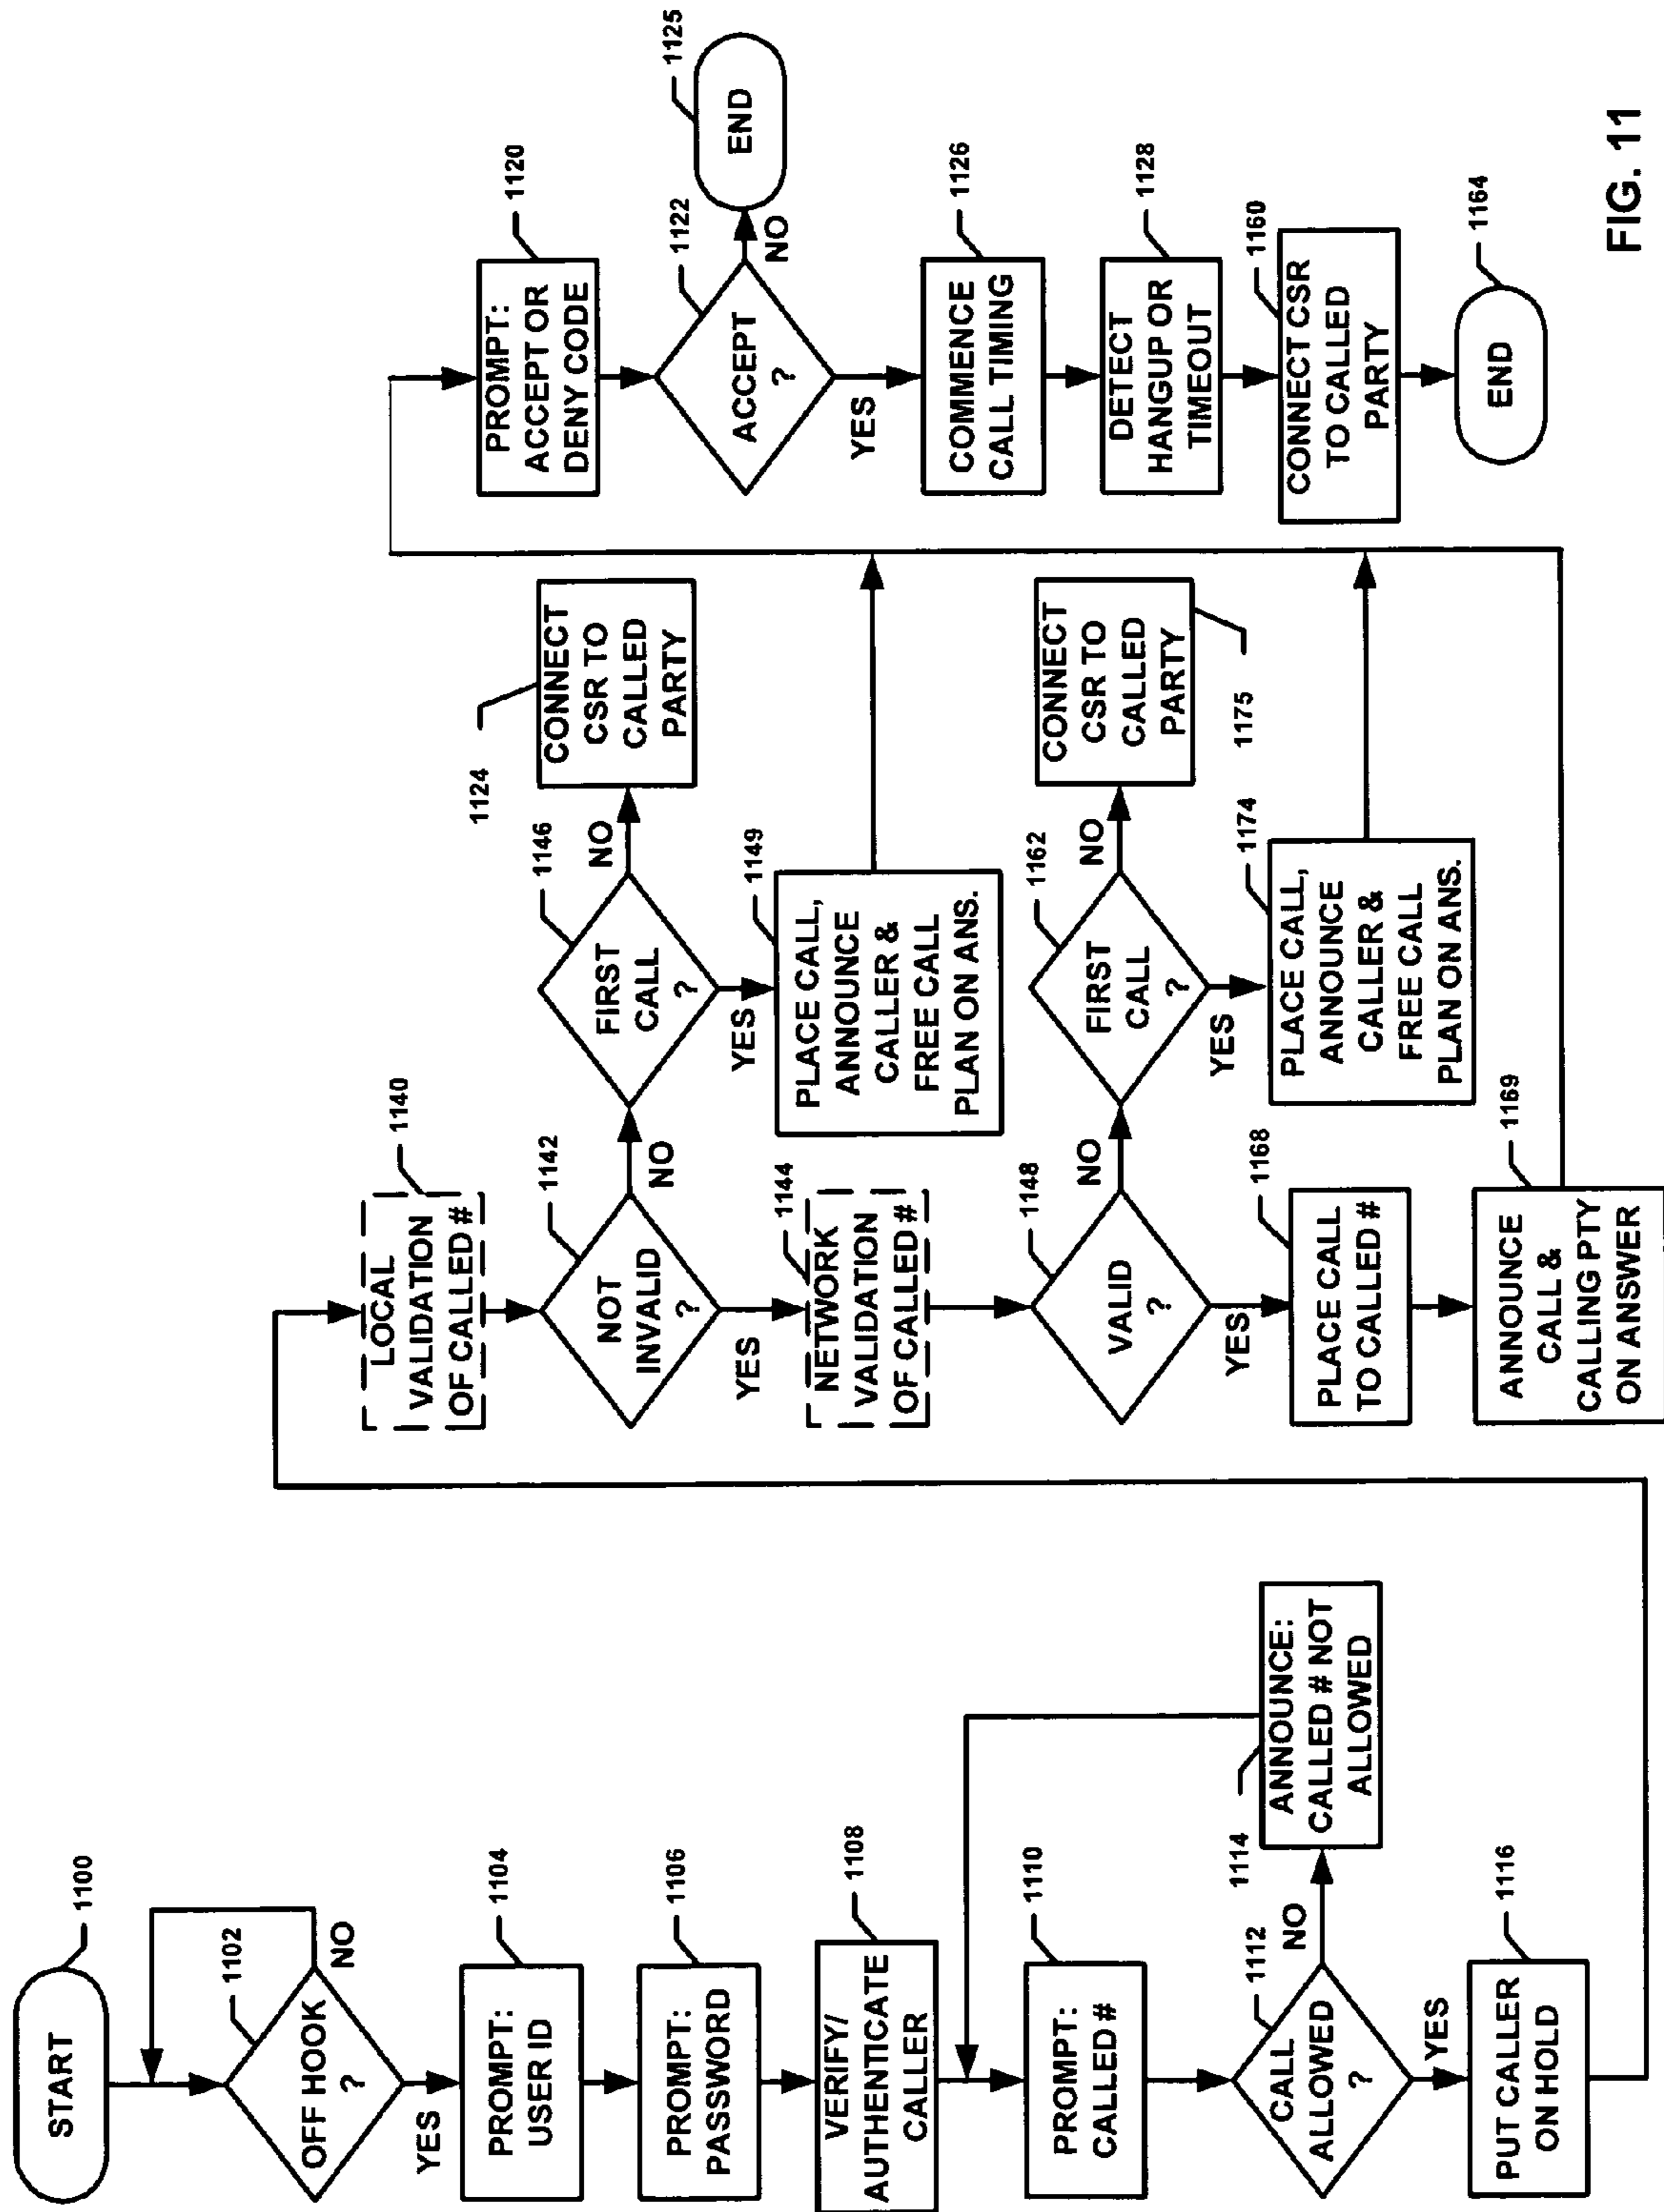 START
1100
OFF HOOK
?
1102
NO
YES
PROMPT:
USER ID
1104
PROMPT:
PASSWORD
1106
VERIFY/
AUTHENTICATE
CALLER
1108
PROMPT:
CALLED #
1110
CALL
ALLOWED
?
1112
NO
1114
ANNOUNCE:
CALLED # NOT
ALLOWED
YES
PUT CALLER
ON HOLD
1116
LOCAL
VALIDATION
OF CALLED #
1140
NOT
INVALID
?
1142
NO
YES
FIRST
CALL
?
1146
NO
1124
CONNECT
CSR TO
CALLED
PARTY
YES
PLACE CALL,
ANNOUNCE
CALLER &
FREE CALL
PLAN ON ANS.
1149
NETWORK
VALIDATION
OF CALLED #
1144
VALID
?
1148
NO
YES
FIRST
CALL
?
1162
NO
CONNECT
CSR TO
CALLED
PARTY
1175
YES
PLACE CALL,
ANNOUNCE
CALLER &
FREE CALL
PLAN ON ANS.
1174
PLACE CALL
TO CALLED #
1168
ANNOUNCE
CALL &
CALLING PTY
ON ANSWER
1169
PROMPT:
ACCEPT OR
DENY CODE
1120
ACCEPT
?
1122
NO
END
1125
YES
COMMENCE
CALL TIMING
1126
DETECT
HANGUP OR
TIMEOUT
1128
CONNECT CSR
TO CALLED
PARTY
1160
END
1164
FIG. 11